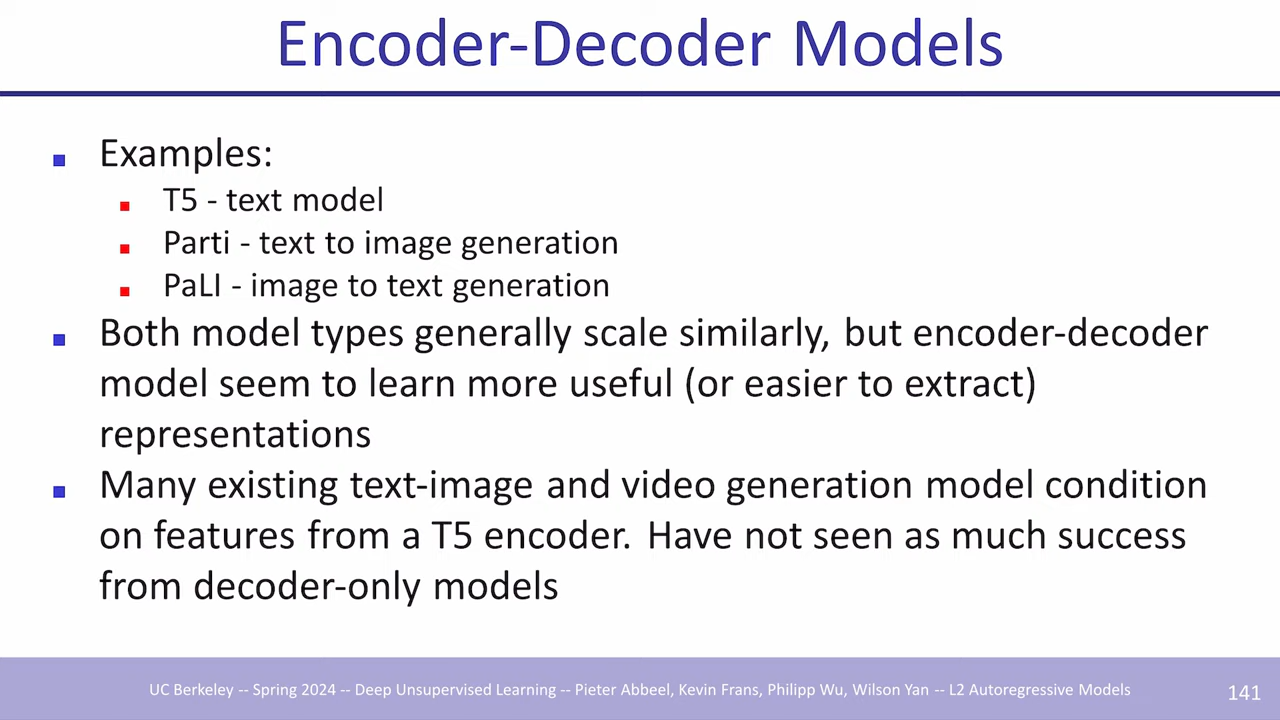 Encoder-Decoder Models
Examples:
T5 - text model
Parti - text to image generation
PaLI - image to text generation
Both model types generally scale similarly, but encoder-decoder
model seem to learn more useful (or easier to extract)
representations
Many existing text-image and video generation model condition
on features from a T5 encoder. Have not seen as much success
from decoder-only models
UC Berkeley -- Spring 2024 -- Deep Unsupervised Learning -- Pieter Abbeel, Kevin Frans, Philipp Wu, Wilson Yan -- L2 Autoregressive Models
141